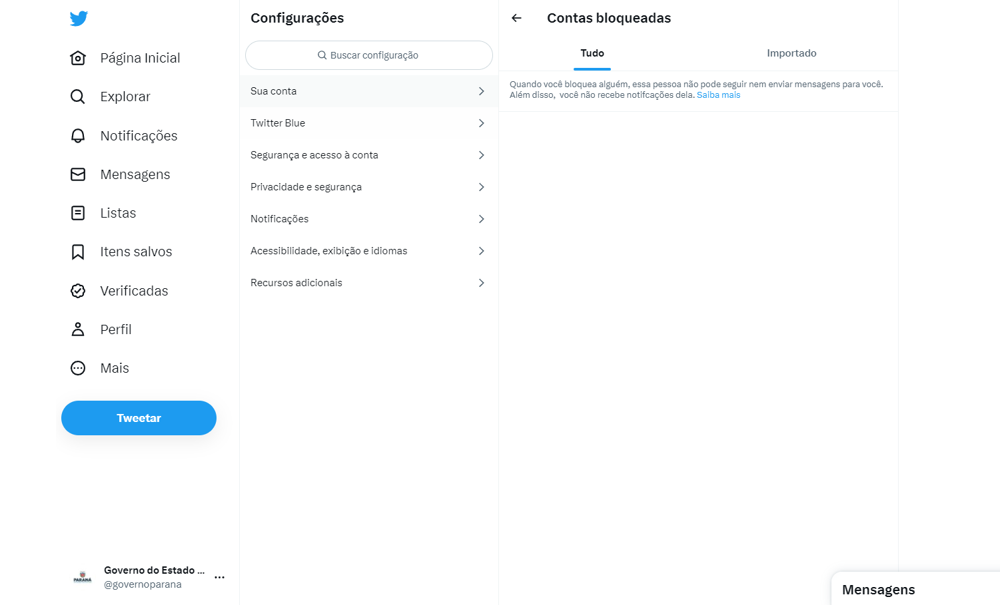 Página Inicial
Explorar
Notificações
Mensagens
Listas
Itens salvos
Verificadas
Perfil
Mais
Tweetar
PARANÁ
Governo do Estado ...
@governoparana
Configurações
Buscar configuração
Sua conta
Twitter Blue
Segurança e acesso à conta
Privacidade e segurança
Notificações
Acessibilidade, exibição e idiomas
Recursos adicionais
Contas bloqueadas
Tudo
Importado
Quando você bloquea alguém, essa pessoa não pode seguir nem enviar mensagens para você.
Além disso, você não recebe notifcações dela. Saiba mais
Mensagens